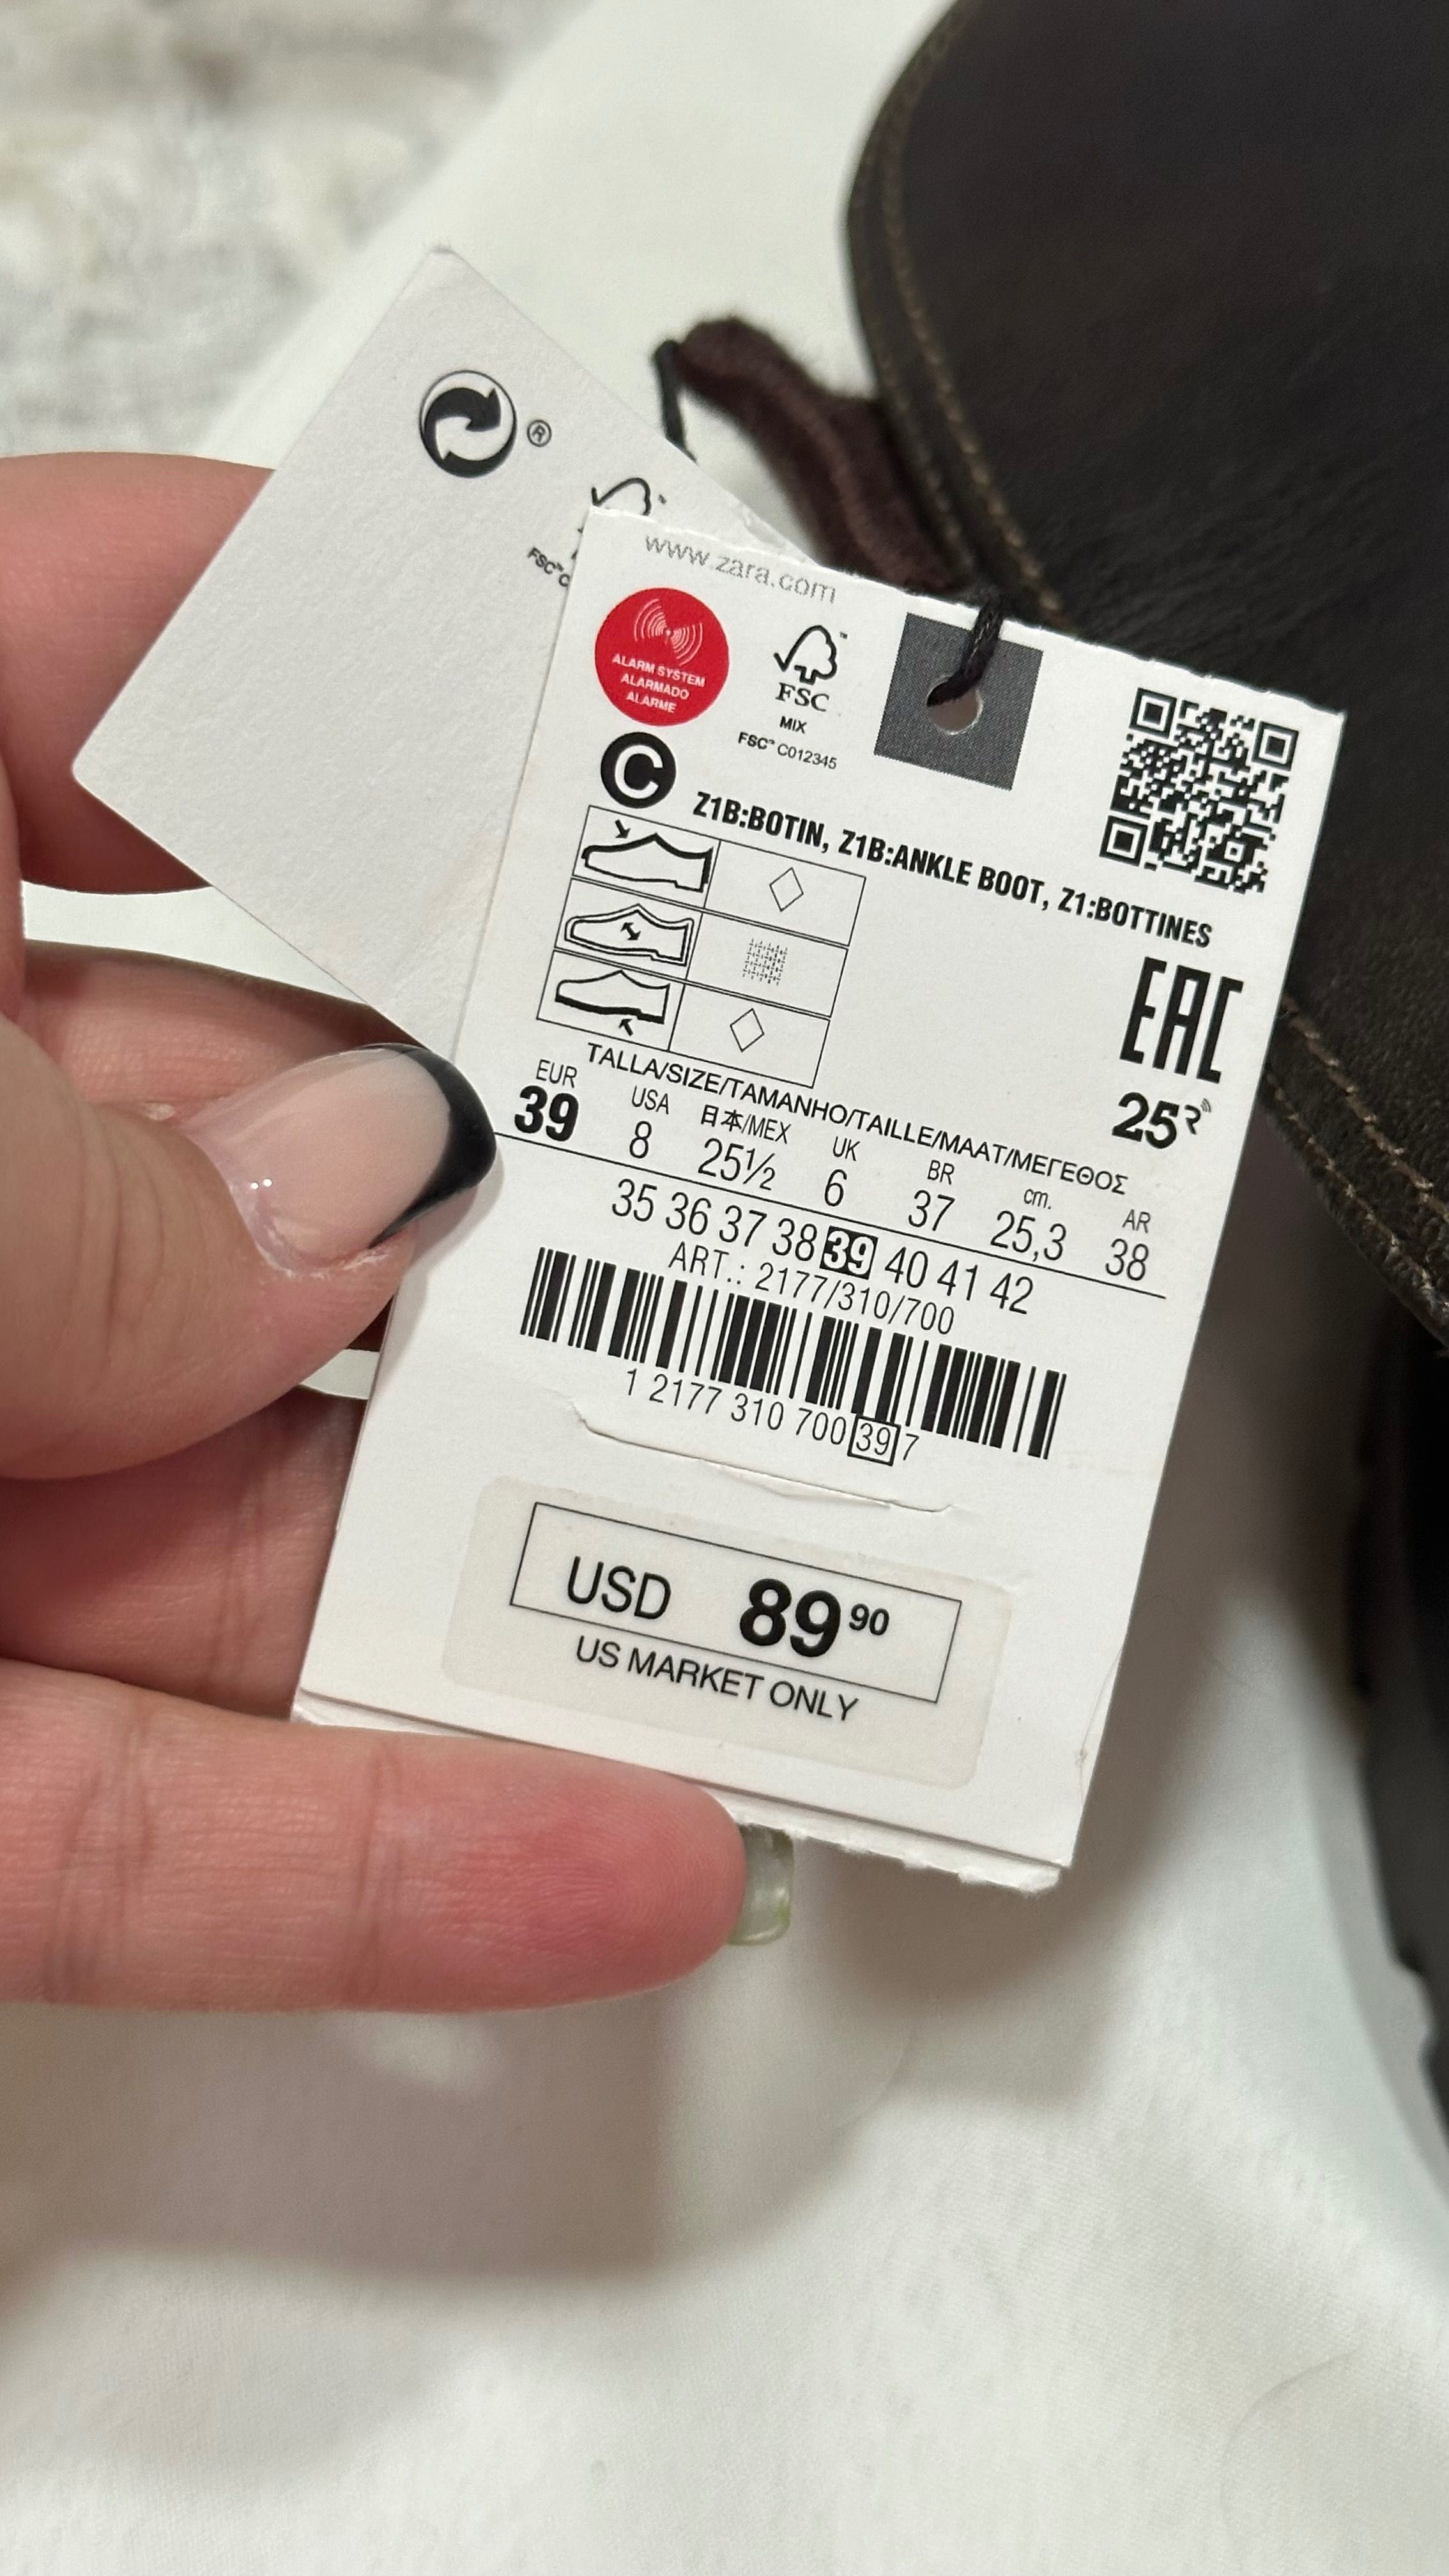 ®
FSC™ C
www.zara.com
ALARM SYSTEM
ALARMADO
ALARME
FSC
MIX
FSC™ C012345
C
Z1B:BOTIN, Z1B:ANKLE BOOT, Z1:BOTTINES
EAC
25
TALLA/SIZE/TAMANHO/TAILLE/MAAT/ΜΕΓΕΘΟΣ
EUR USA 日本/MEX UK BR cm. AR
39 8 25½ 6 37 25,3 38
35 36 37 38 39 40 41 42
ART.: 2177/310/700
1 2177 310 700 39 7
USD 89 90
US MARKET ONLY